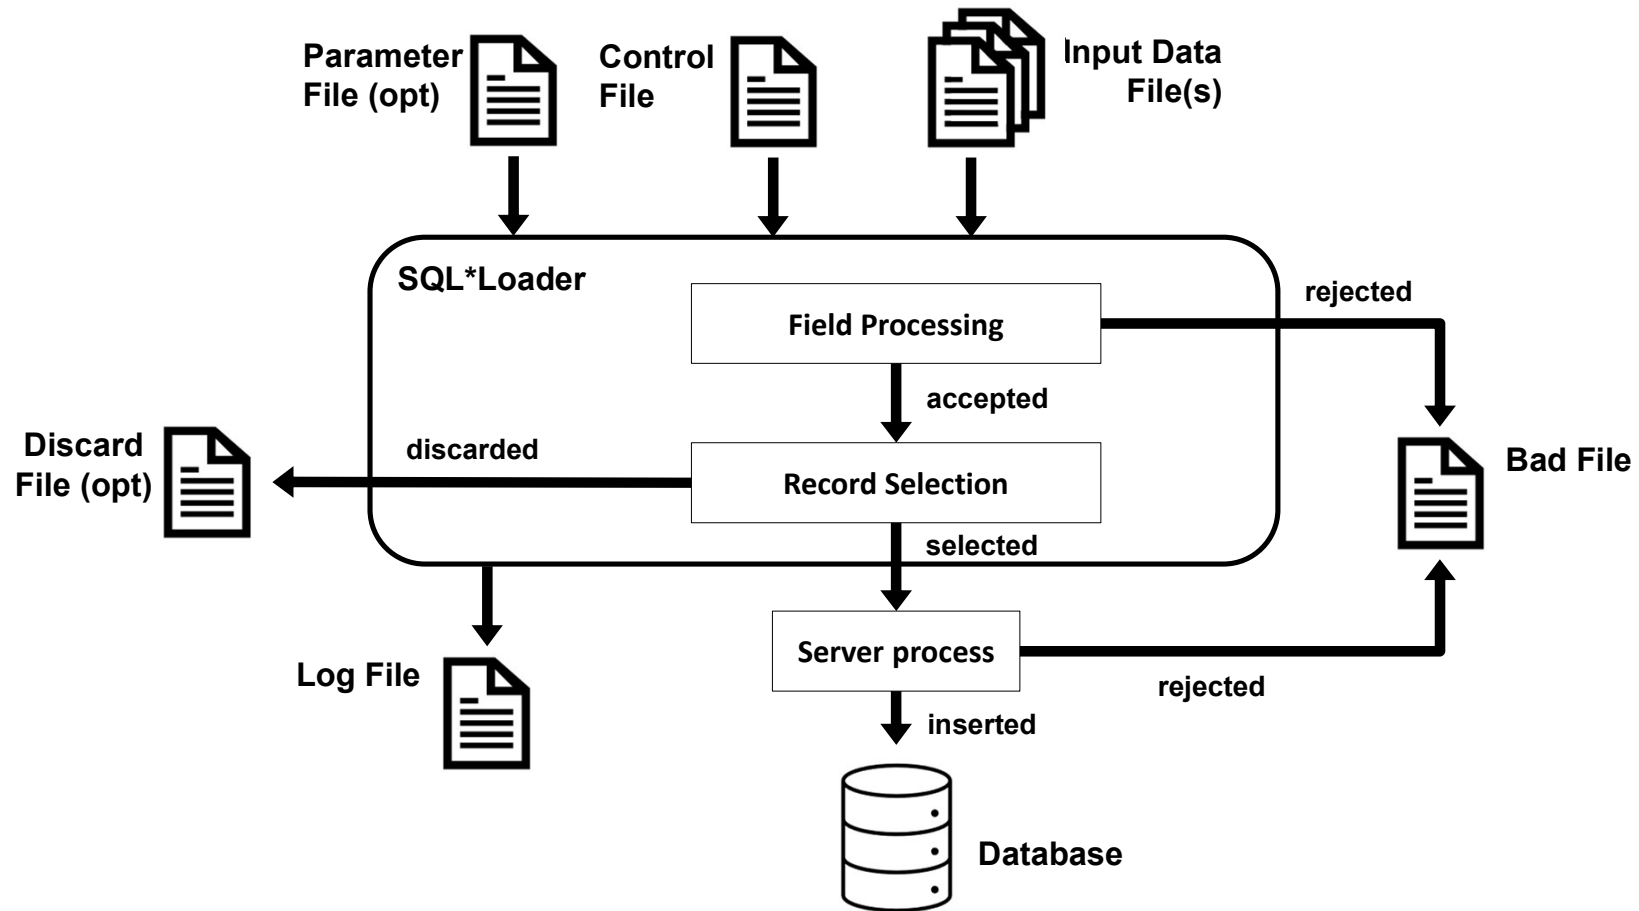 Parameter
File (opt)
Control
File
Input Data
File(s)
SQL*Loader
Field Processing
rejected
accepted
Discard
File (opt)
discarded
Record Selection
Bad File
selected
Server process
rejected
Log File
inserted
Database